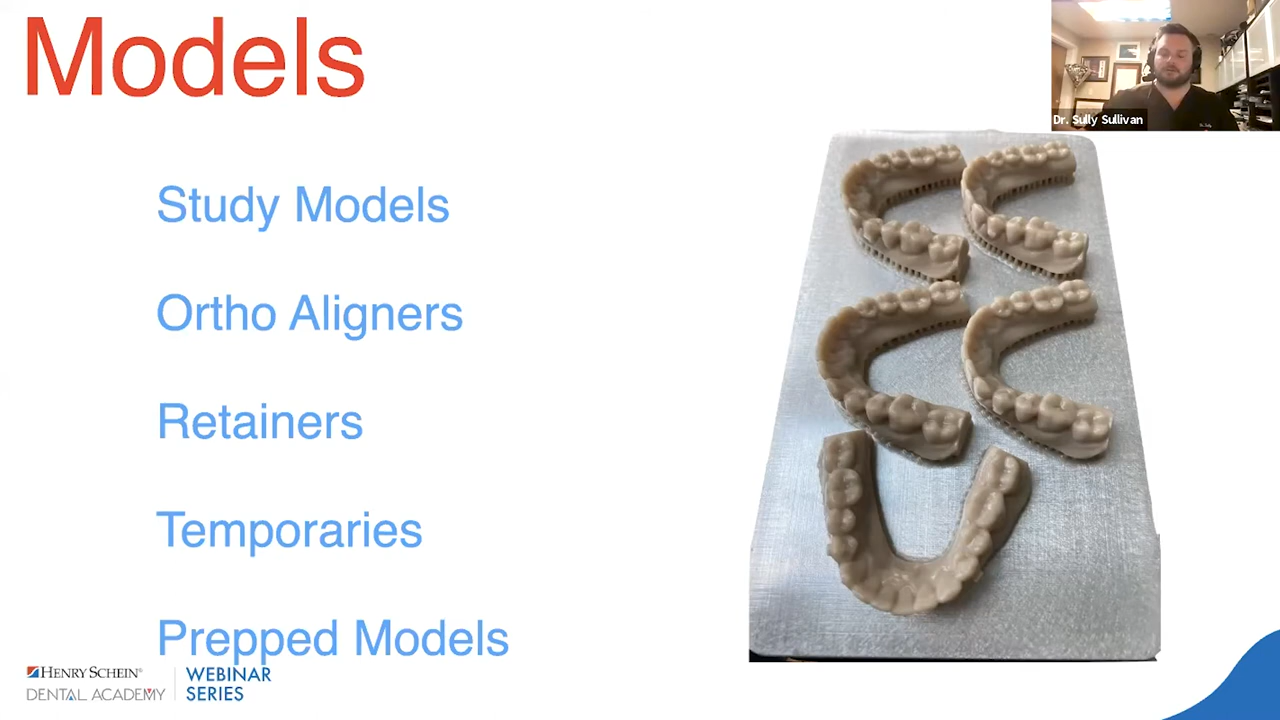 Models
Dr. Sully Sullivan
Study Models
Ortho Aligners
Retainers
Temporaries
Prepped Models
HENRY SCHEIN®
DENTAL ACADEMY
WEBINAR
SERIES